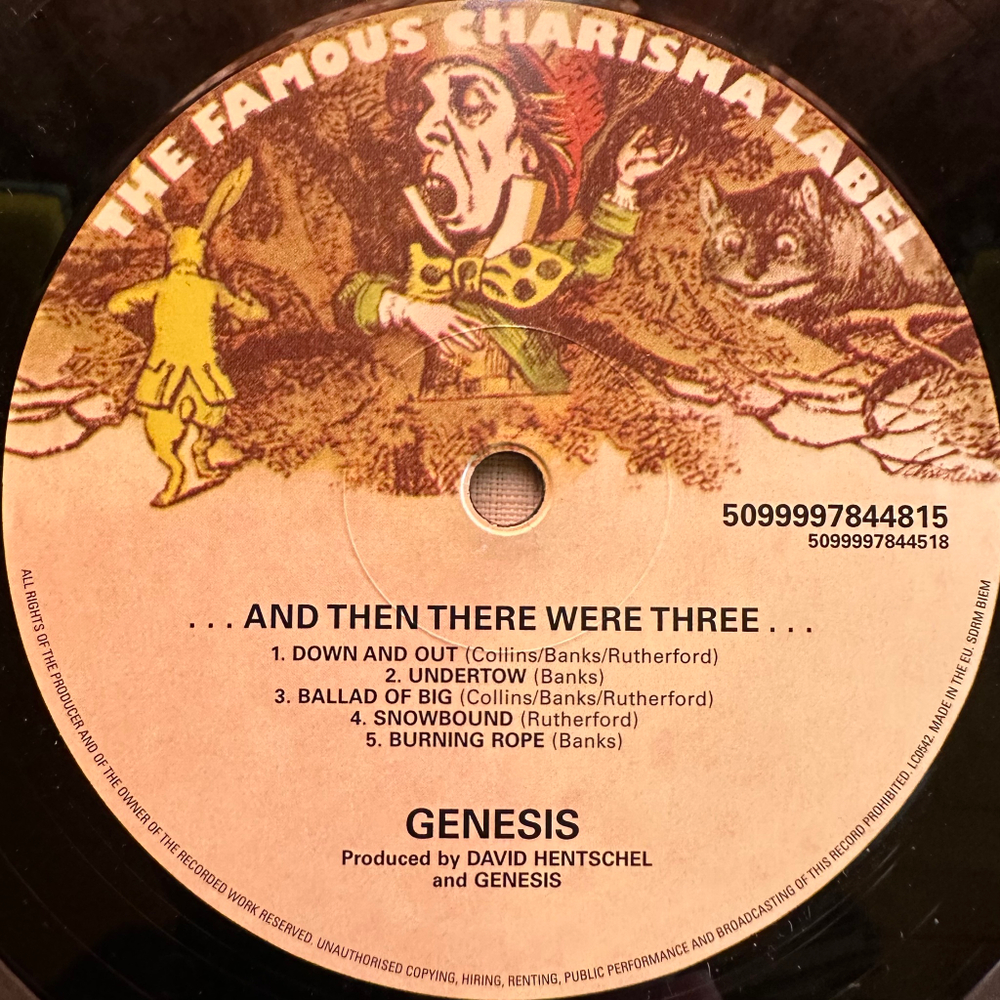 THE FAMOUS CHARISMA LABEL
5099997844815
5099997844518
...AND THEN THERE WERE THREE...
1. DOWN AND OUT (Collins/Banks/Rutherford)
2. UNDERTOW (Banks)
3. BALLAD OF BIG (Collins/Banks/Rutherford)
4. SNOWBOUND (Rutherford)
5. BURNING ROPE (Banks)
GENESIS
Produced by DAVID HENTSCHEL
and GENESIS
ALL RIGHTS OF THE PRODUCER AND OF THE OWNER OF THE RECORDED WORK RESERVED. UNAUTHORISED COPYING, HIRING, RENTING, PUBLIC PERFORMANCE AND BROADCASTING OF THIS RECORD PROHIBITED. LC0542. MADE IN THE EU. SDRM BIEM